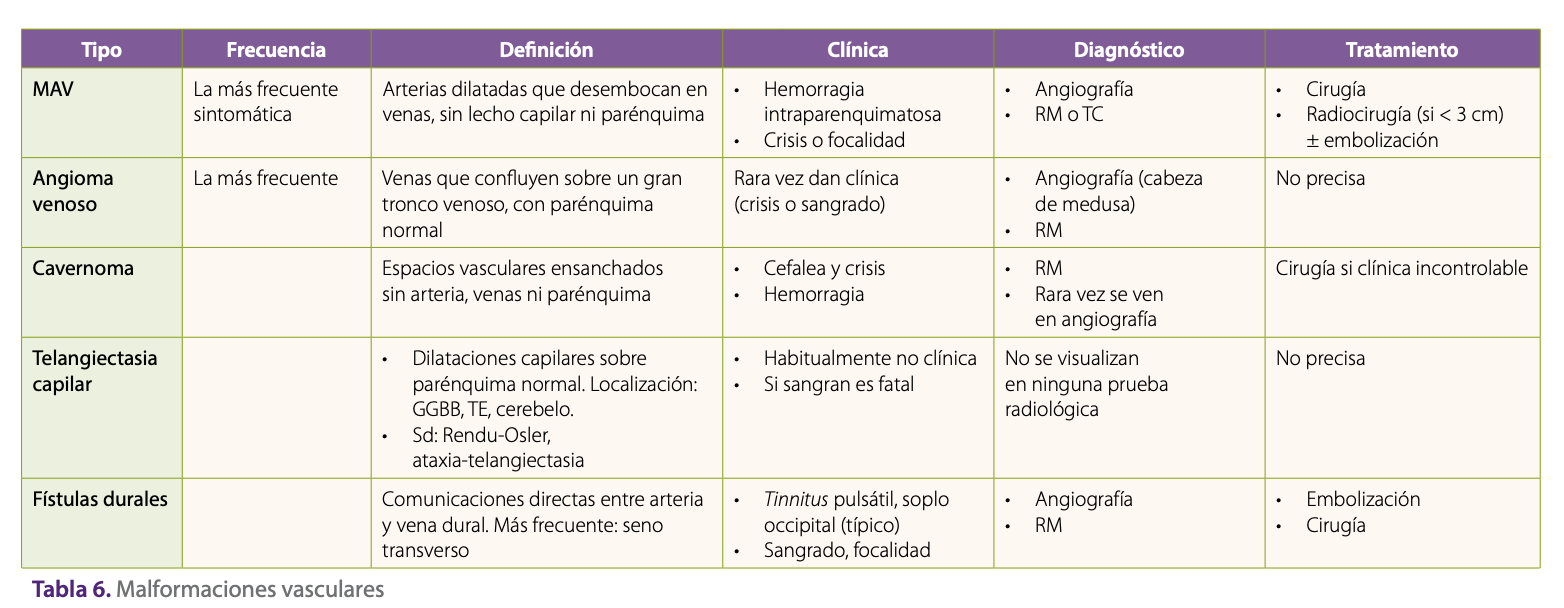 Tipo
Frecuencia
Definición
Clínica
Diagnóstico
Tratamiento
MAV
La más frecuente
sintomática
Arterias dilatadas que desembocan en
venas, sin lecho capilar ni parénquima
• Hemorragia
intraparenquimatosa
• Crisis o focalidad
• Angiografía
• RM o TC
• Cirugía
• Radiocirugía (si < 3 cm)
± embolización
Angioma
venoso
La más frecuente
Venas que confluyen sobre un gran
tronco venoso, con parénquima
normal
Rara vez dan clínica
(crisis o sangrado)
• Angiografía (cabeza
de medusa)
• RM
No precisa
Cavernoma
Espacios vasculares ensanchados
sin arteria, venas ni parénquima
• Cefalea y crisis
• Hemorragia
• RM
• Rara vez se ven
en angiografía
Cirugía si clínica incontrolable
Telangiectasia
capilar
• Dilataciones capilares sobre
parénquima normal. Localización:
GGBB, TE, cerebelo.
• Sd: Rendu-Osler,
ataxia-telangiectasia
• Habitualmente no clínica
• Si sangran es fatal
No se visualizan
en ninguna prueba
radiológica
No precisa
Fístulas durales
Comunicaciones directas entre arteria
y vena dural. Más frecuente: seno
transverso
• Tinnitus pulsátil, soplo
occipital (típico)
• Sangrado, focalidad
• Angiografía
• RM
• Embolización
• Cirugía
Tabla 6. Malformaciones vasculares